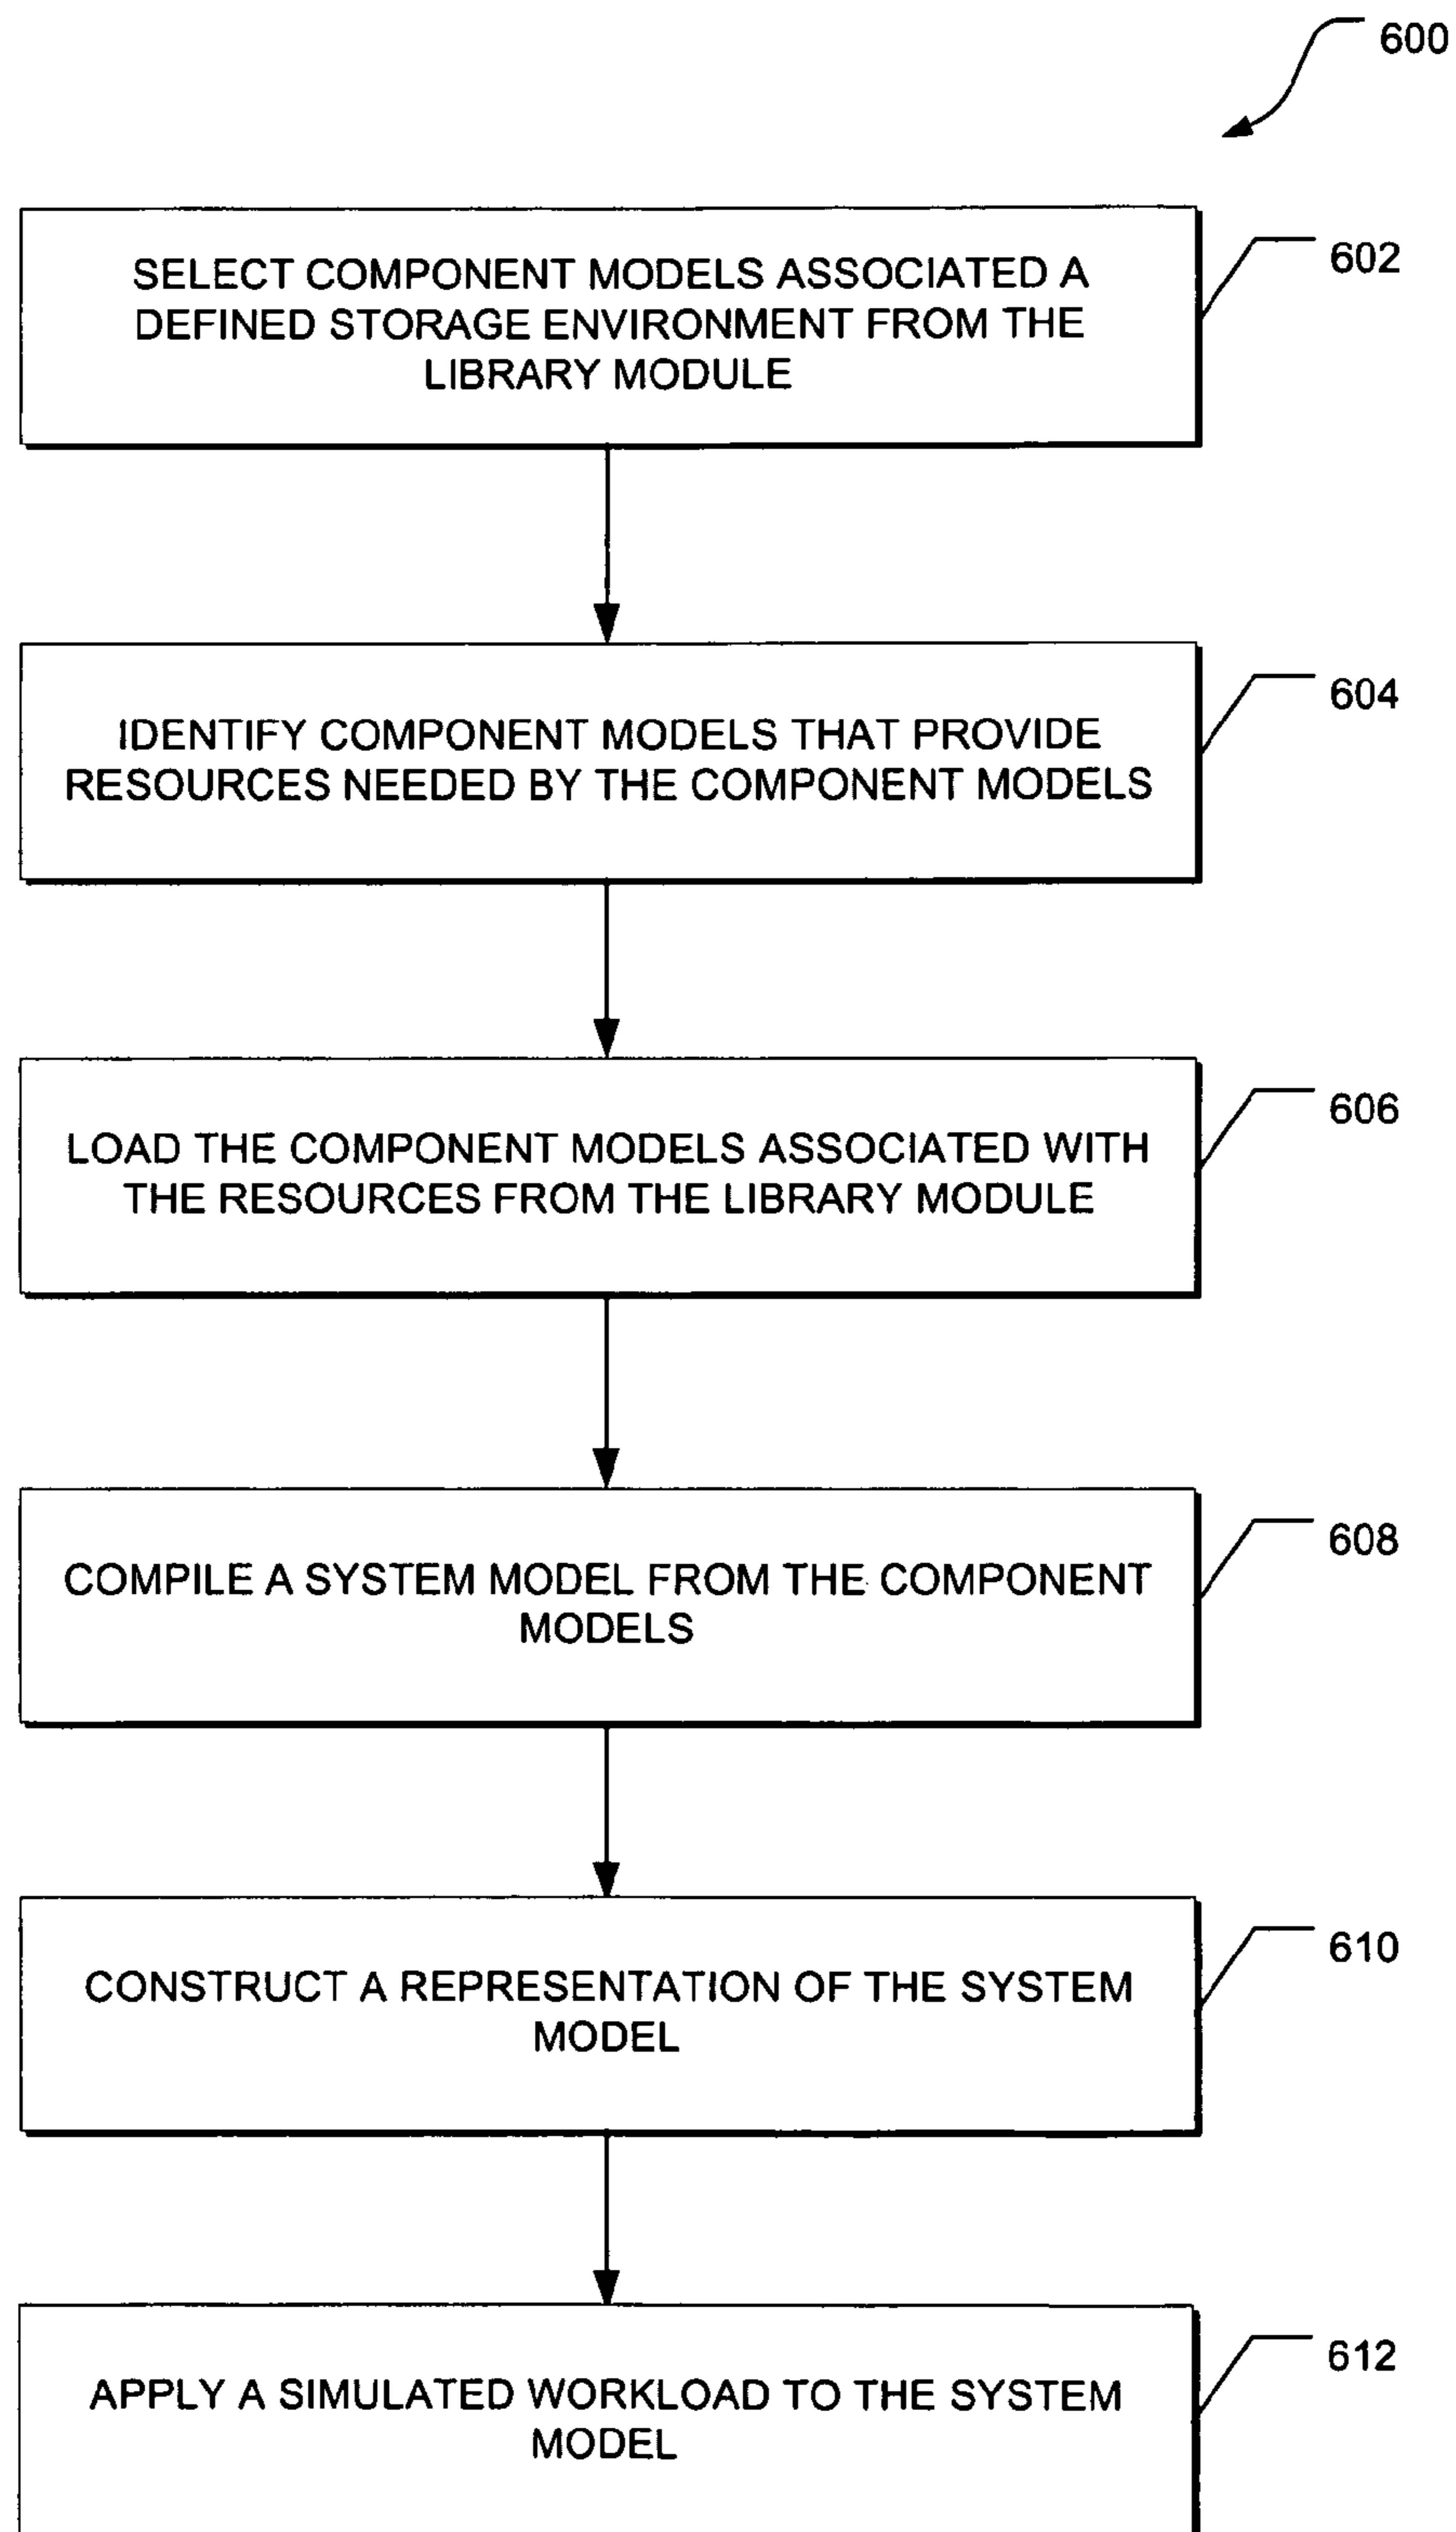 600
SELECT COMPONENT MODELS ASSOCIATED A
DEFINED STORAGE ENVIRONMENT FROM THE
LIBRARY MODULE
602
IDENTIFY COMPONENT MODELS THAT PROVIDE
RESOURCES NEEDED BY THE COMPONENT MODELS
604
LOAD THE COMPONENT MODELS ASSOCIATED WITH
THE RESOURCES FROM THE LIBRARY MODULE
606
COMPILE A SYSTEM MODEL FROM THE COMPONENT
MODELS
608
CONSTRUCT A REPRESENTATION OF THE SYSTEM
MODEL
610
APPLY A SIMULATED WORKLOAD TO THE SYSTEM
MODEL
612